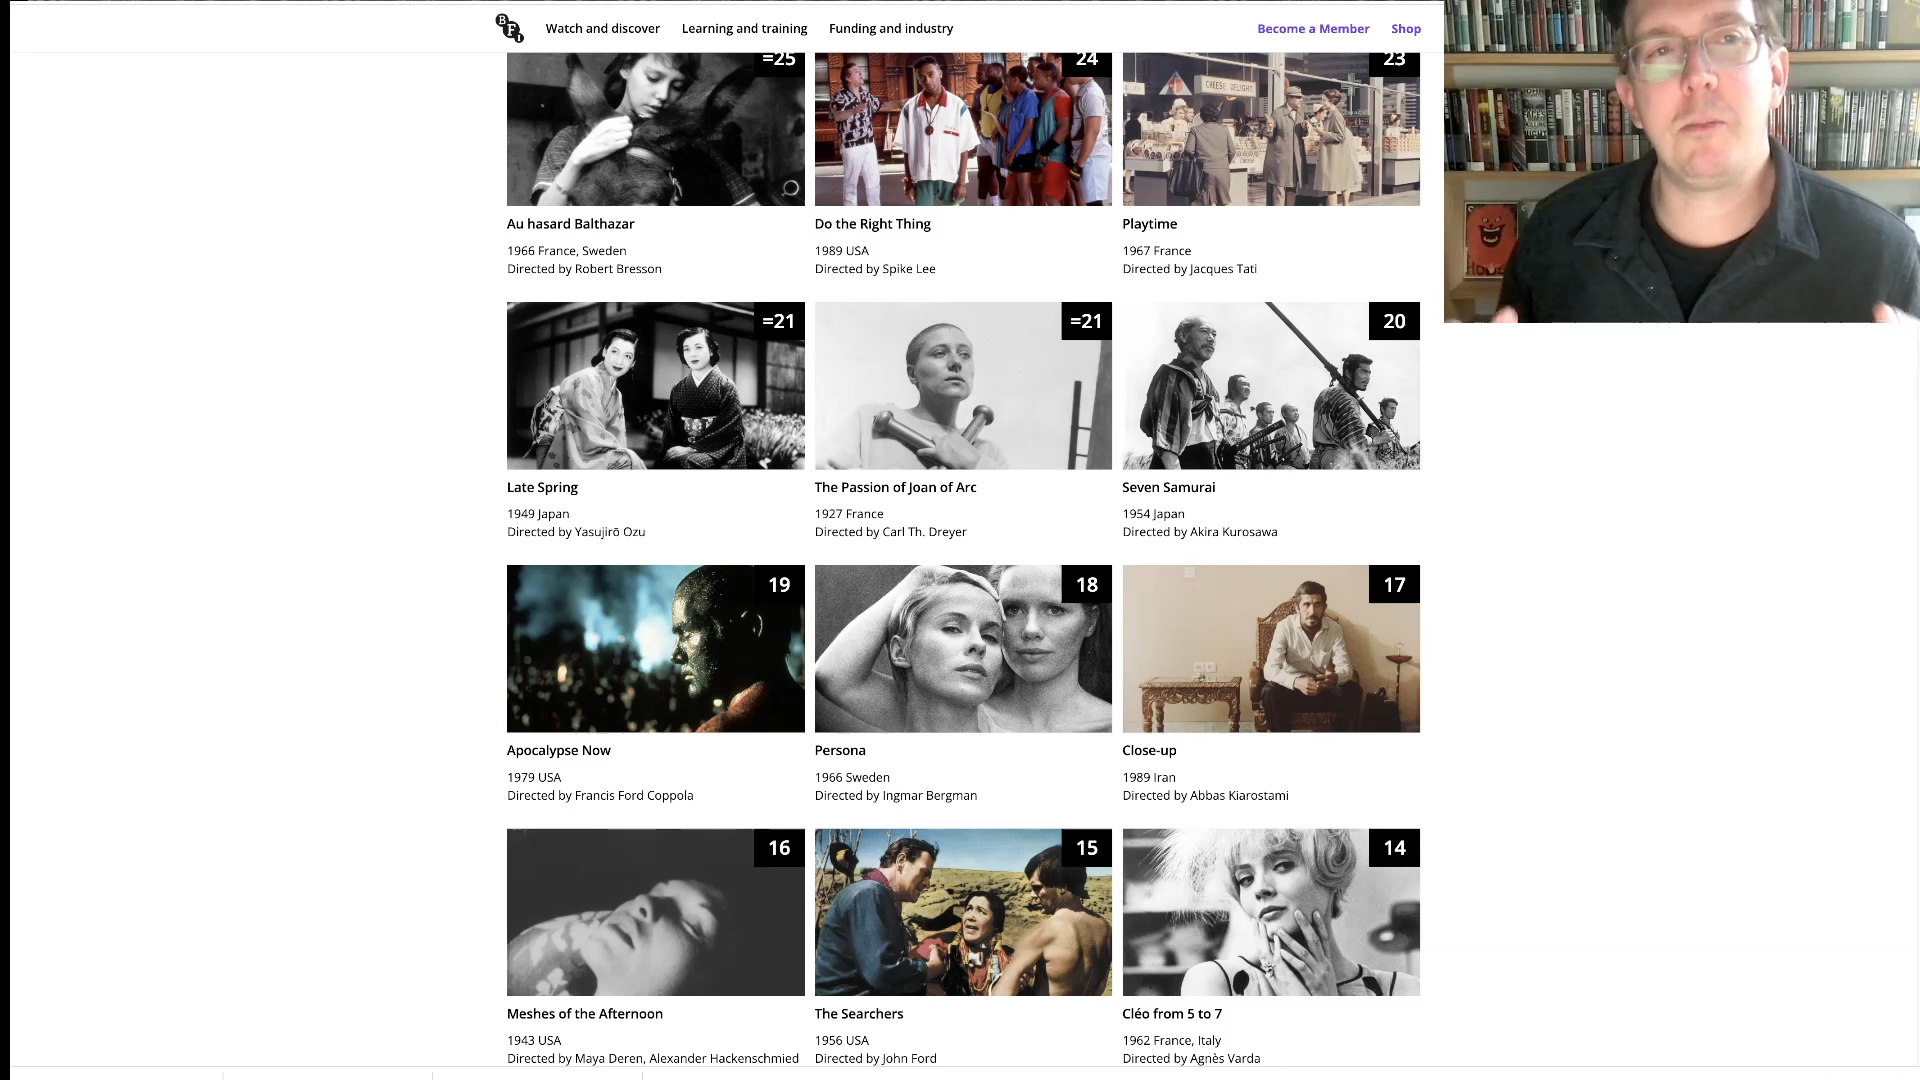 BFI
Watch and discover
Learning and training
Funding and industry
Become a Member
Shop
=25
24
23
CHEESE DELIGHT
Au hasard Balthazar
1966 France, Sweden
Directed by Robert Bresson
Do the Right Thing
1989 USA
Directed by Spike Lee
Playtime
1967 France
Directed by Jacques Tati
=21
=21
20
Late Spring
1949 Japan
Directed by Yasujirō Ozu
The Passion of Joan of Arc
1927 France
Directed by Carl Th. Dreyer
Seven Samurai
1954 Japan
Directed by Akira Kurosawa
19
18
17
Apocalypse Now
1979 USA
Directed by Francis Ford Coppola
Persona
1966 Sweden
Directed by Ingmar Bergman
Close-up
1989 Iran
Directed by Abbas Kiarostami
16
15
14
Meshes of the Afternoon
1943 USA
Directed by Maya Deren, Alexander Hackenschmied
The Searchers
1956 USA
Directed by John Ford
Cléo from 5 to 7
1962 France, Italy
Directed by Agnès Varda